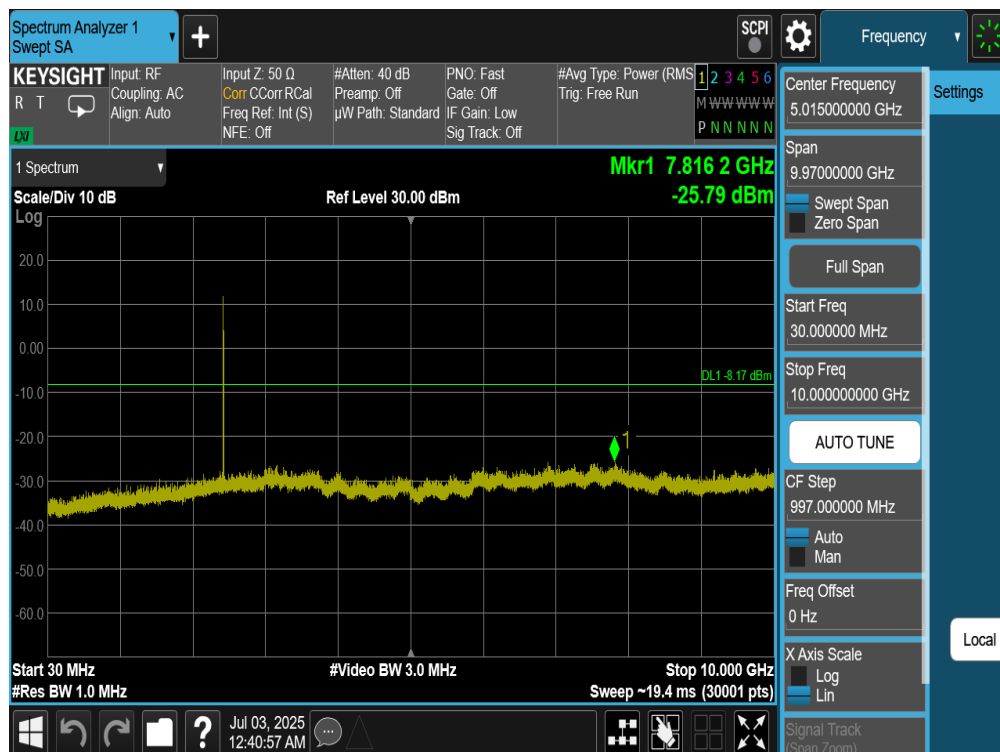 Spectrum Analyzer 1
Swept SA
+
SCPI
Frequency
KEYSIGHT
R T
LXI
Input: RF
Coupling: AC
Align: Auto
Input Z: 50 Ω
Corr CCorr RCal
Freq Ref: Int (S)
NFE: Off
#Atten: 40 dB
Preamp: Off
µW Path: Standard
PNO: Fast
Gate: Off
IF Gain: Low
Sig Track: Off
#Avg Type: Power (RMS
Trig: Free Run
1 2 3 4 5 6
M W W W W W
P N N N N N
1 Spectrum
Mkr1 7.816 2 GHz
-25.79 dBm
Scale/Div 10 dB
Ref Level 30.00 dBm
Log
20.0
10.0
0.00
-10.0
-20.0
-30.0
-40.0
-50.0
-60.0
DL1 -8.17 dBm
1
Start 30 MHz
#Video BW 3.0 MHz
Stop 10.000 GHz
#Res BW 1.0 MHz
Sweep ~19.4 ms (30001 pts)
Center Frequency
5.015000000 GHz
Span
9.97000000 GHz
Swept Span
Zero Span
Full Span
Start Freq
30.000000 MHz
Stop Freq
10.000000000 GHz
AUTO TUNE
CF Step
997.000000 MHz
Auto
Man
Freq Offset
0 Hz
X Axis Scale
Log
Lin
Signal Track
(Span Zoom)
Settings
Local
?
Jul 03, 2025
12:40:57 AM